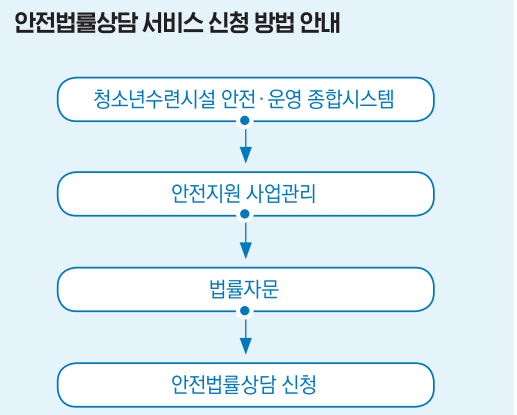 안전법률상담 서비스 신청 방법 안내
청소년수련시설 안전·운영 종합시스템
안전지원 사업관리
법률자문
안전법률상담 신청